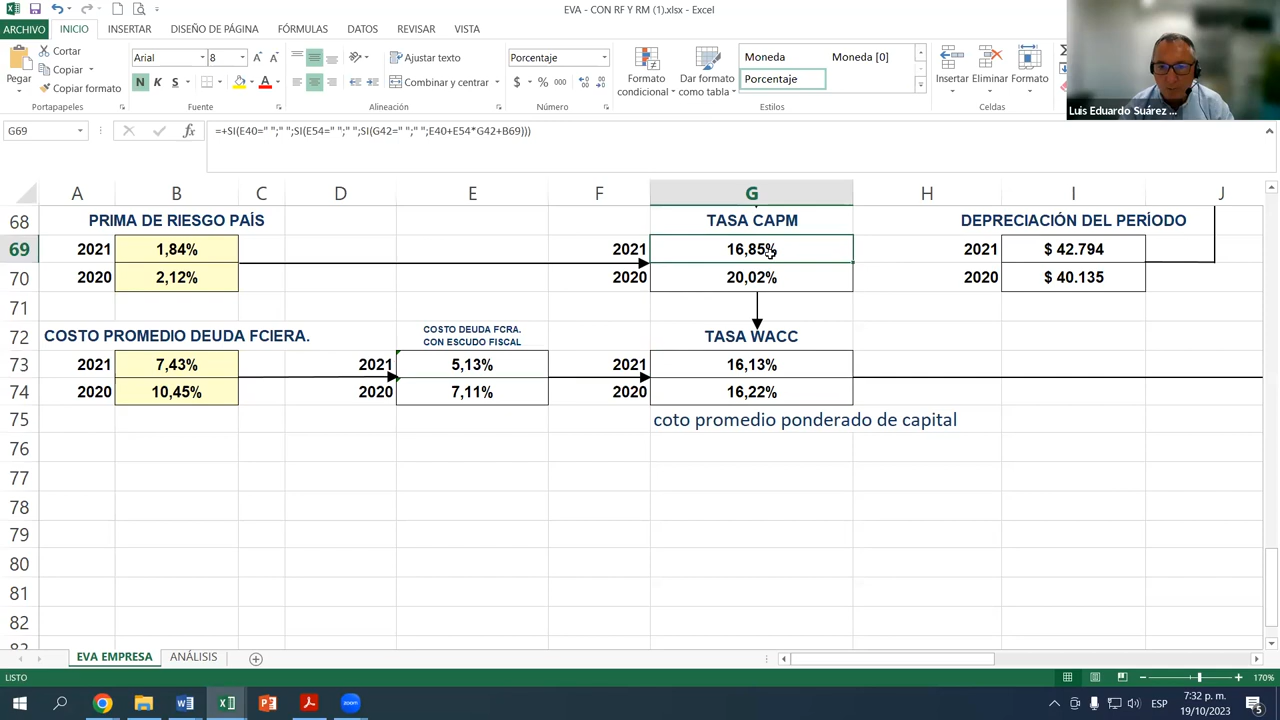 EVA - CON RF Y RM (1).xlsx - Excel
ARCHIVO INICIO INSERTAR DISEÑO DE PÁGINA FÓRMULAS DATOS REVISAR VISTA
Pegar
Cortar
Copiar
Copiar formato
Portapapeles
Arial 8
N K S
Fuente
Ajustar texto
Combinar y centrar
Alineación
Porcentaje
$ % 000
Número
Formato condicional
Dar formato como tabla
Moneda Moneda [0]
Porcentaje
Estilos
Insertar Eliminar Formato
Celdas
Luis Eduardo Suárez ...
G69 fx =+SI(E40=" ";" ";SI(E54=" ";" ";SI(G42=" ";" ";E40+E54*G42+B69)))
A B C D E F G H I J
68 PRIMA DE RIESGO PAÍS TASA CAPM DEPRECIACIÓN DEL PERÍODO
69 2021 1,84% 2021 16,85% 2021 $ 42.794
70 2020 2,12% 2020 20,02% 2020 $ 40.135
71
72 COSTO PROMEDIO DEUDA FCIERA. COSTO DEUDA FCRA. CON ESCUDO FISCAL TASA WACC
73 2021 7,43% 2021 5,13% 2021 16,13%
74 2020 10,45% 2020 7,11% 2020 16,22%
75 coto promedio ponderado de capital
76
77
78
79
80
81
82
EVA EMPRESA ANÁLISIS
LISTO 170%
ESP 7:32 p. m.
19/10/2023 5